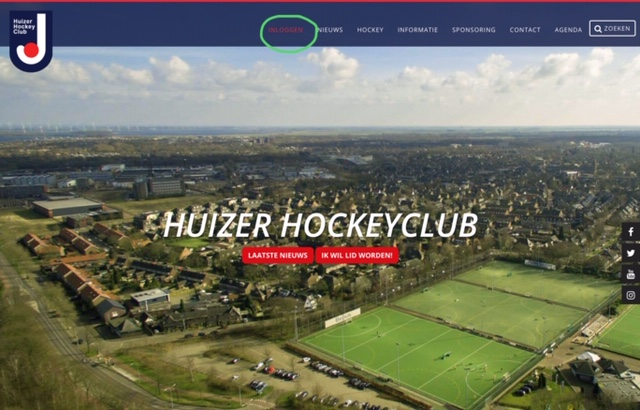 Huizer
Hockey
Club
INLOGGEN NIEUWS HOCKEY INFORMATIE SPONSORING CONTACT AGENDA ZOEKEN
HUIZER HOCKEYCLUB
LAATSTE NIEUWS IK WIL LID WORDEN!